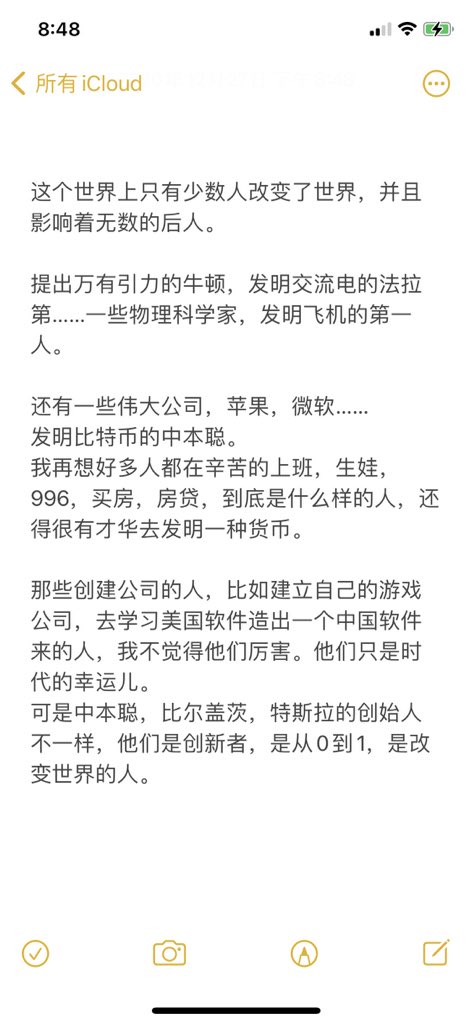 8:48
所有 iCloud
这个世界上只有少数人改变了世界，并且
影响着无数的后人。
提出万有引力的牛顿，发明交流电的法拉
第......一些物理科学家，发明飞机的第一
人。
还有一些伟大公司，苹果，微软......
发明比特币的中本聪。
我再想好多人都在辛苦的上班，生娃，
996，买房，房贷，到底是什么样的人，还
得很有才华去发明一种货币。
那些创建公司的人，比如建立自己的游戏
公司，去学习美国软件造出一个中国软件
来的人，我不觉得他们厉害。他们只是时
代的幸运儿。
可是中本聪，比尔盖茨，特斯拉的创始人
不一样，他们是创新者，是从0到1，是改
变世界的人。